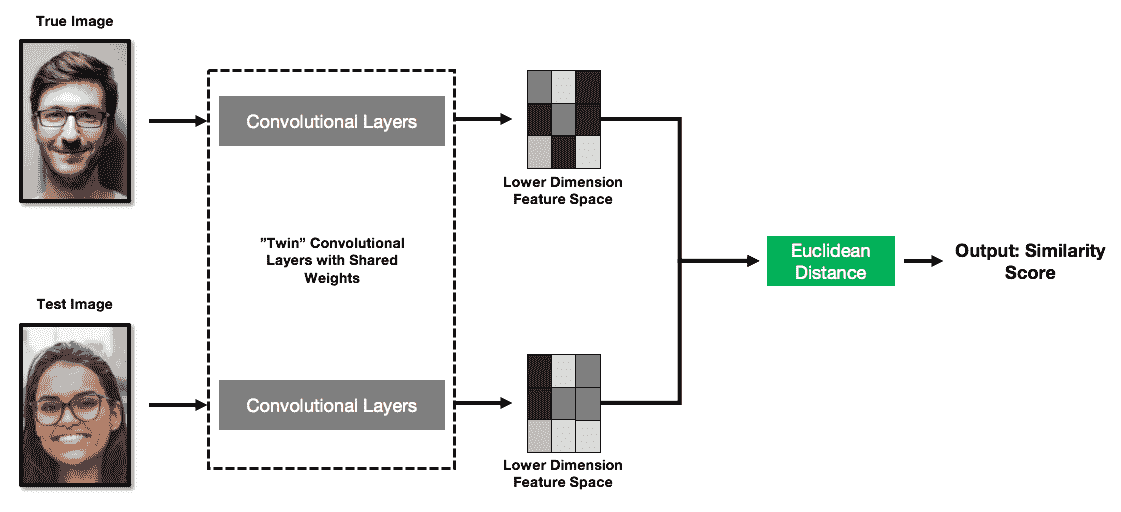 True Image
Convolutional Layers
Lower Dimension
Feature Space
”Twin” Convolutional
Layers with Shared
Weights
Euclidean
Distance
Output: Similarity
Score
Test Image
Convolutional Layers
Lower Dimension
Feature Space